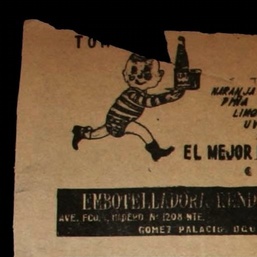 TO
NARANJA
PIÑA
LIMO
UV
EL MEJOR
EMBOTELLADORA
AVE. FCO. I. MADERO Nº 1208 NTE.
GOMEZ PALACIO, DGO